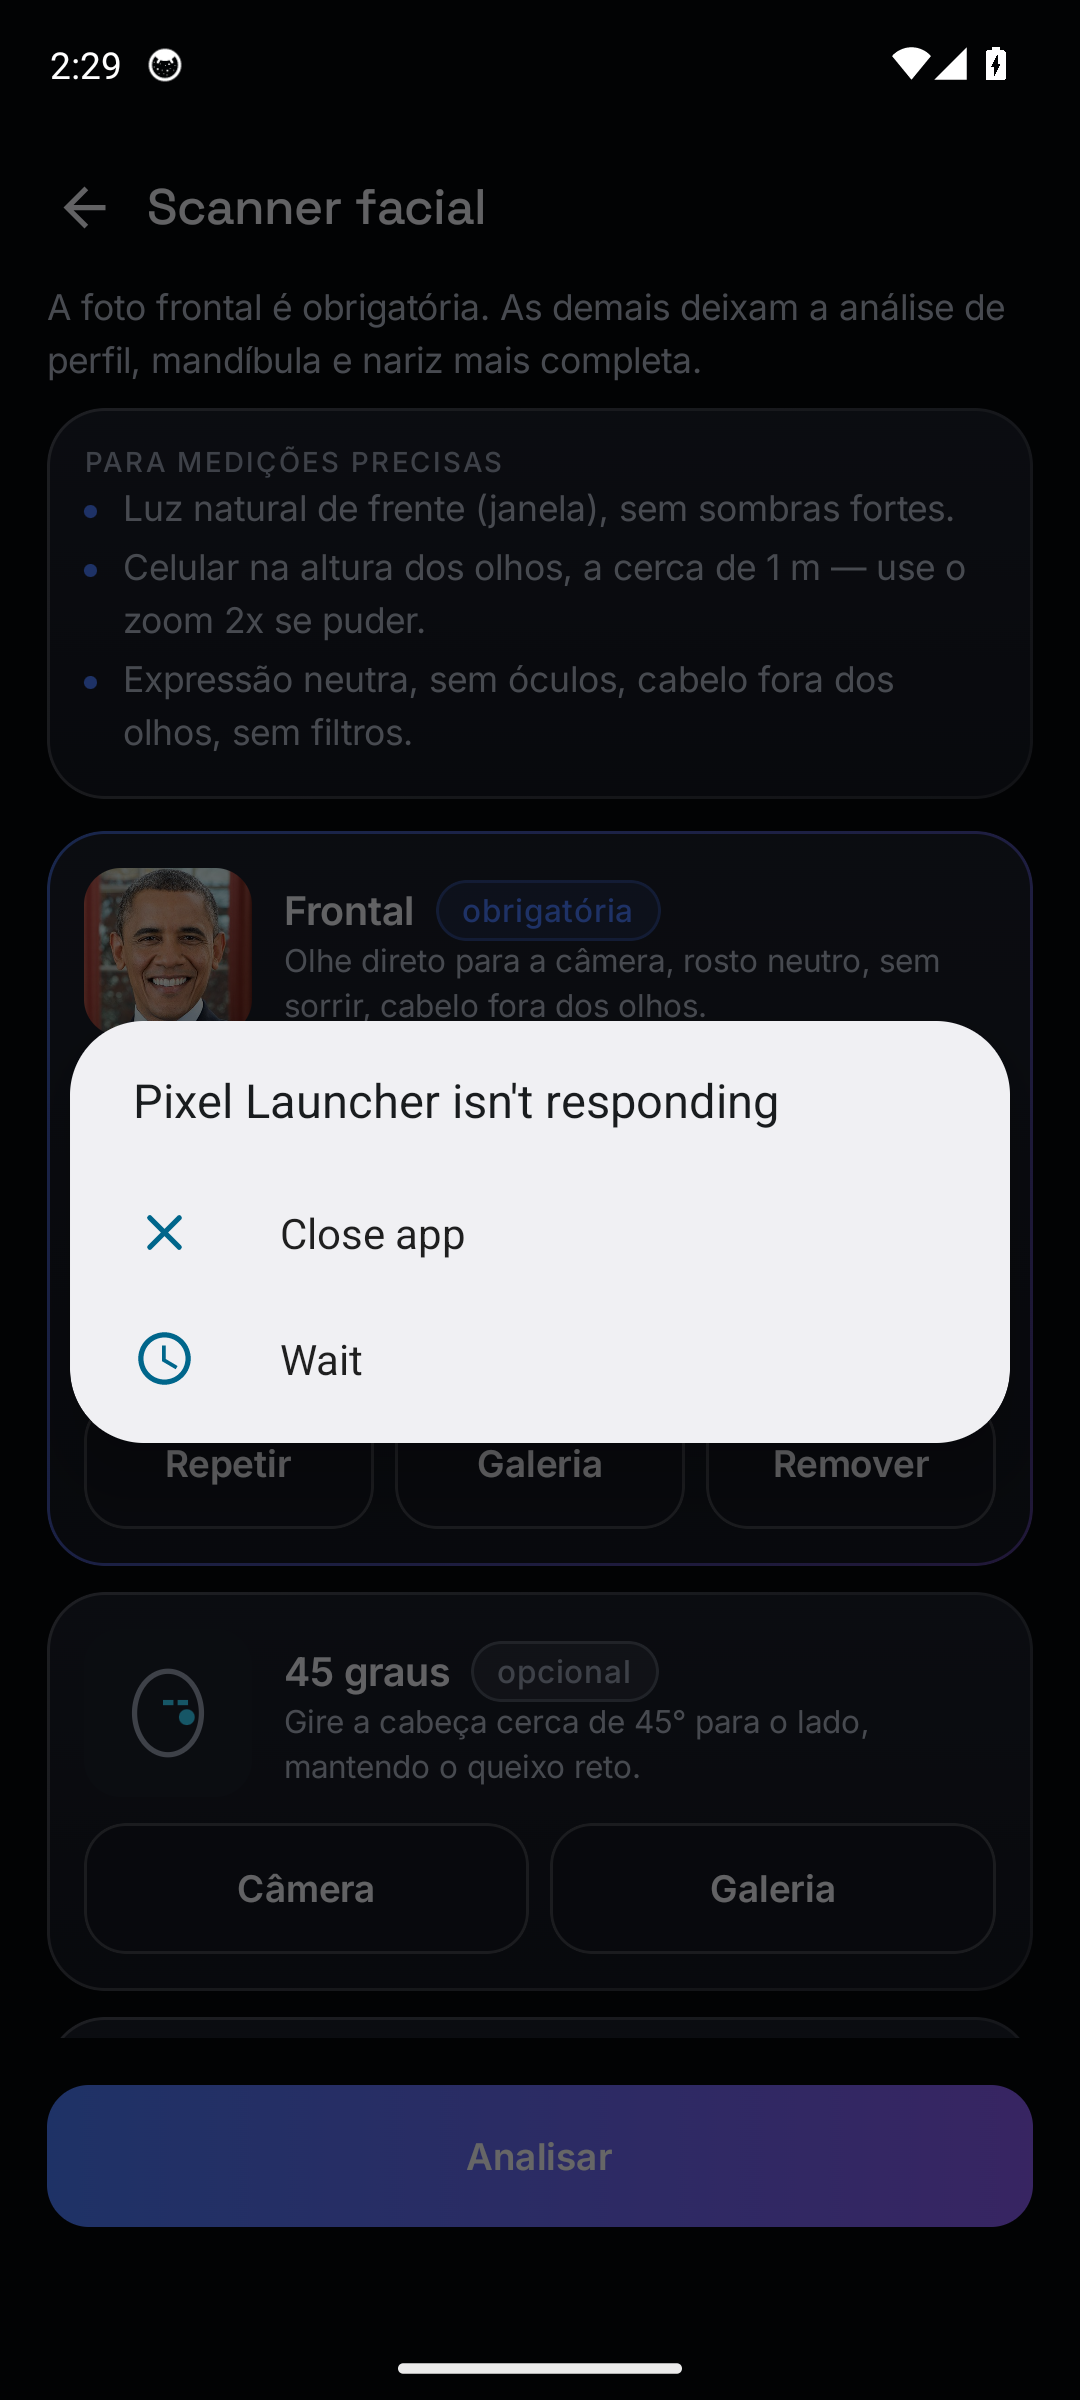 2:29
Scanner facial
A foto frontal é obrigatória. As demais deixam a análise de
perfil, mandíbula e nariz mais completa.
PARA MEDIÇÕES PRECISAS
Luz natural de frente (janela), sem sombras fortes.
Celular na altura dos olhos, a cerca de 1 m — use o
zoom 2x se puder.
Expressão neutra, sem óculos, cabelo fora dos
olhos, sem filtros.
Frontal obrigatória
Olhe direto para a câmera, rosto neutro, sem
sorrir, cabelo fora dos olhos.
Pixel Launcher isn't responding
Close app
Wait
Repetir Galeria Remover
45 graus opcional
Gire a cabeça cerca de 45° para o lado,
mantendo o queixo reto.
Câmera Galeria
Analisar